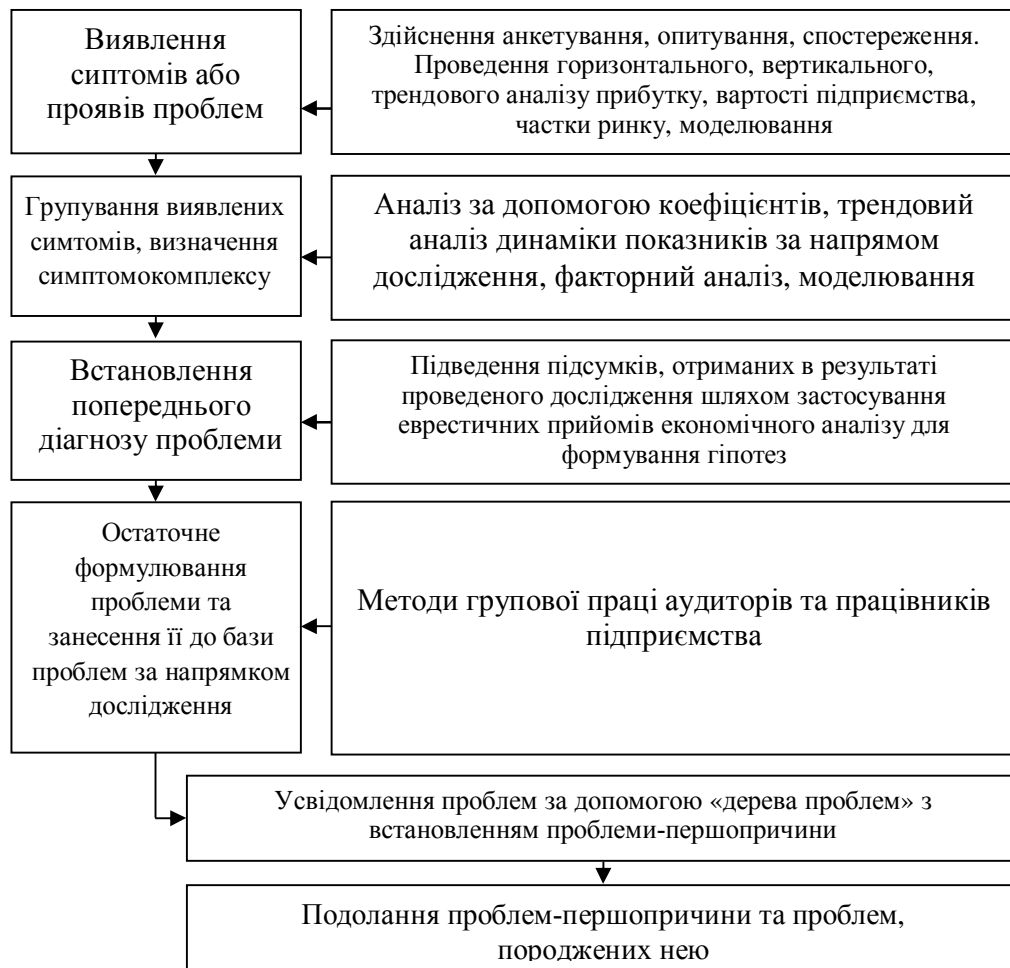 Виявлення
сиптомів або
проявів проблем
Здійснення анкетування, опитування, спостереження.
Проведення горизонтального, вертикального,
трендового аналізу прибутку, вартості підприємства,
частки ринку, моделювання
Групування виявлених
симтомів, визначення
симптомокомплексу
Аналіз за допомогою коефіцієнтів, трендовий
аналіз динаміки показників за напрямом
дослідження, факторний аналіз, моделювання
Встановлення
попереднього
діагнозу проблеми
Підведення підсумків, отриманих в результаті
проведеного дослідження шляхом застосування
еврестичних прийомів економічного аналізу для
формування гіпотез
Остаточне
формулювання
проблеми та
занесення її до бази
проблем за напрямком
дослідження
Методи групової праці аудиторів та працівників
підприємства
Усвідомлення проблем за допомогою «дерева проблем» з
встановленням проблеми-першопричини
Подолання проблем-першопричини та проблем,
породжених нею